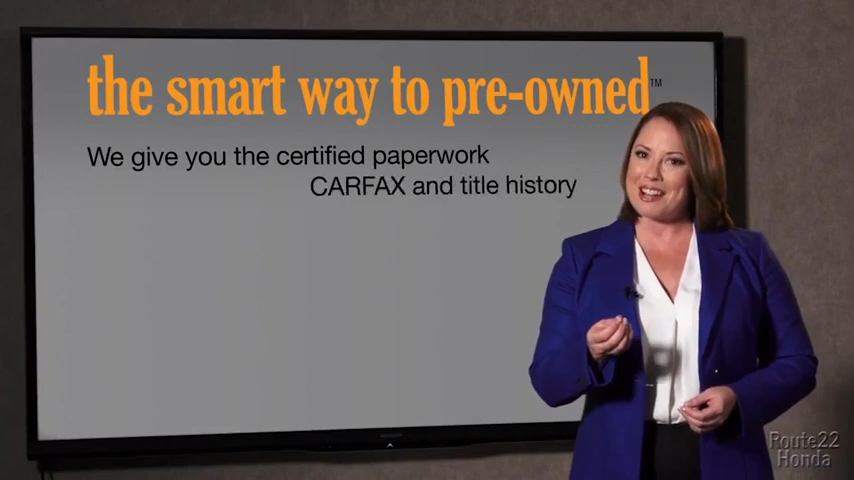 the smart way to pre-owned™
We give you the certified paperwork
CARFAX and title history
Route22
Honda